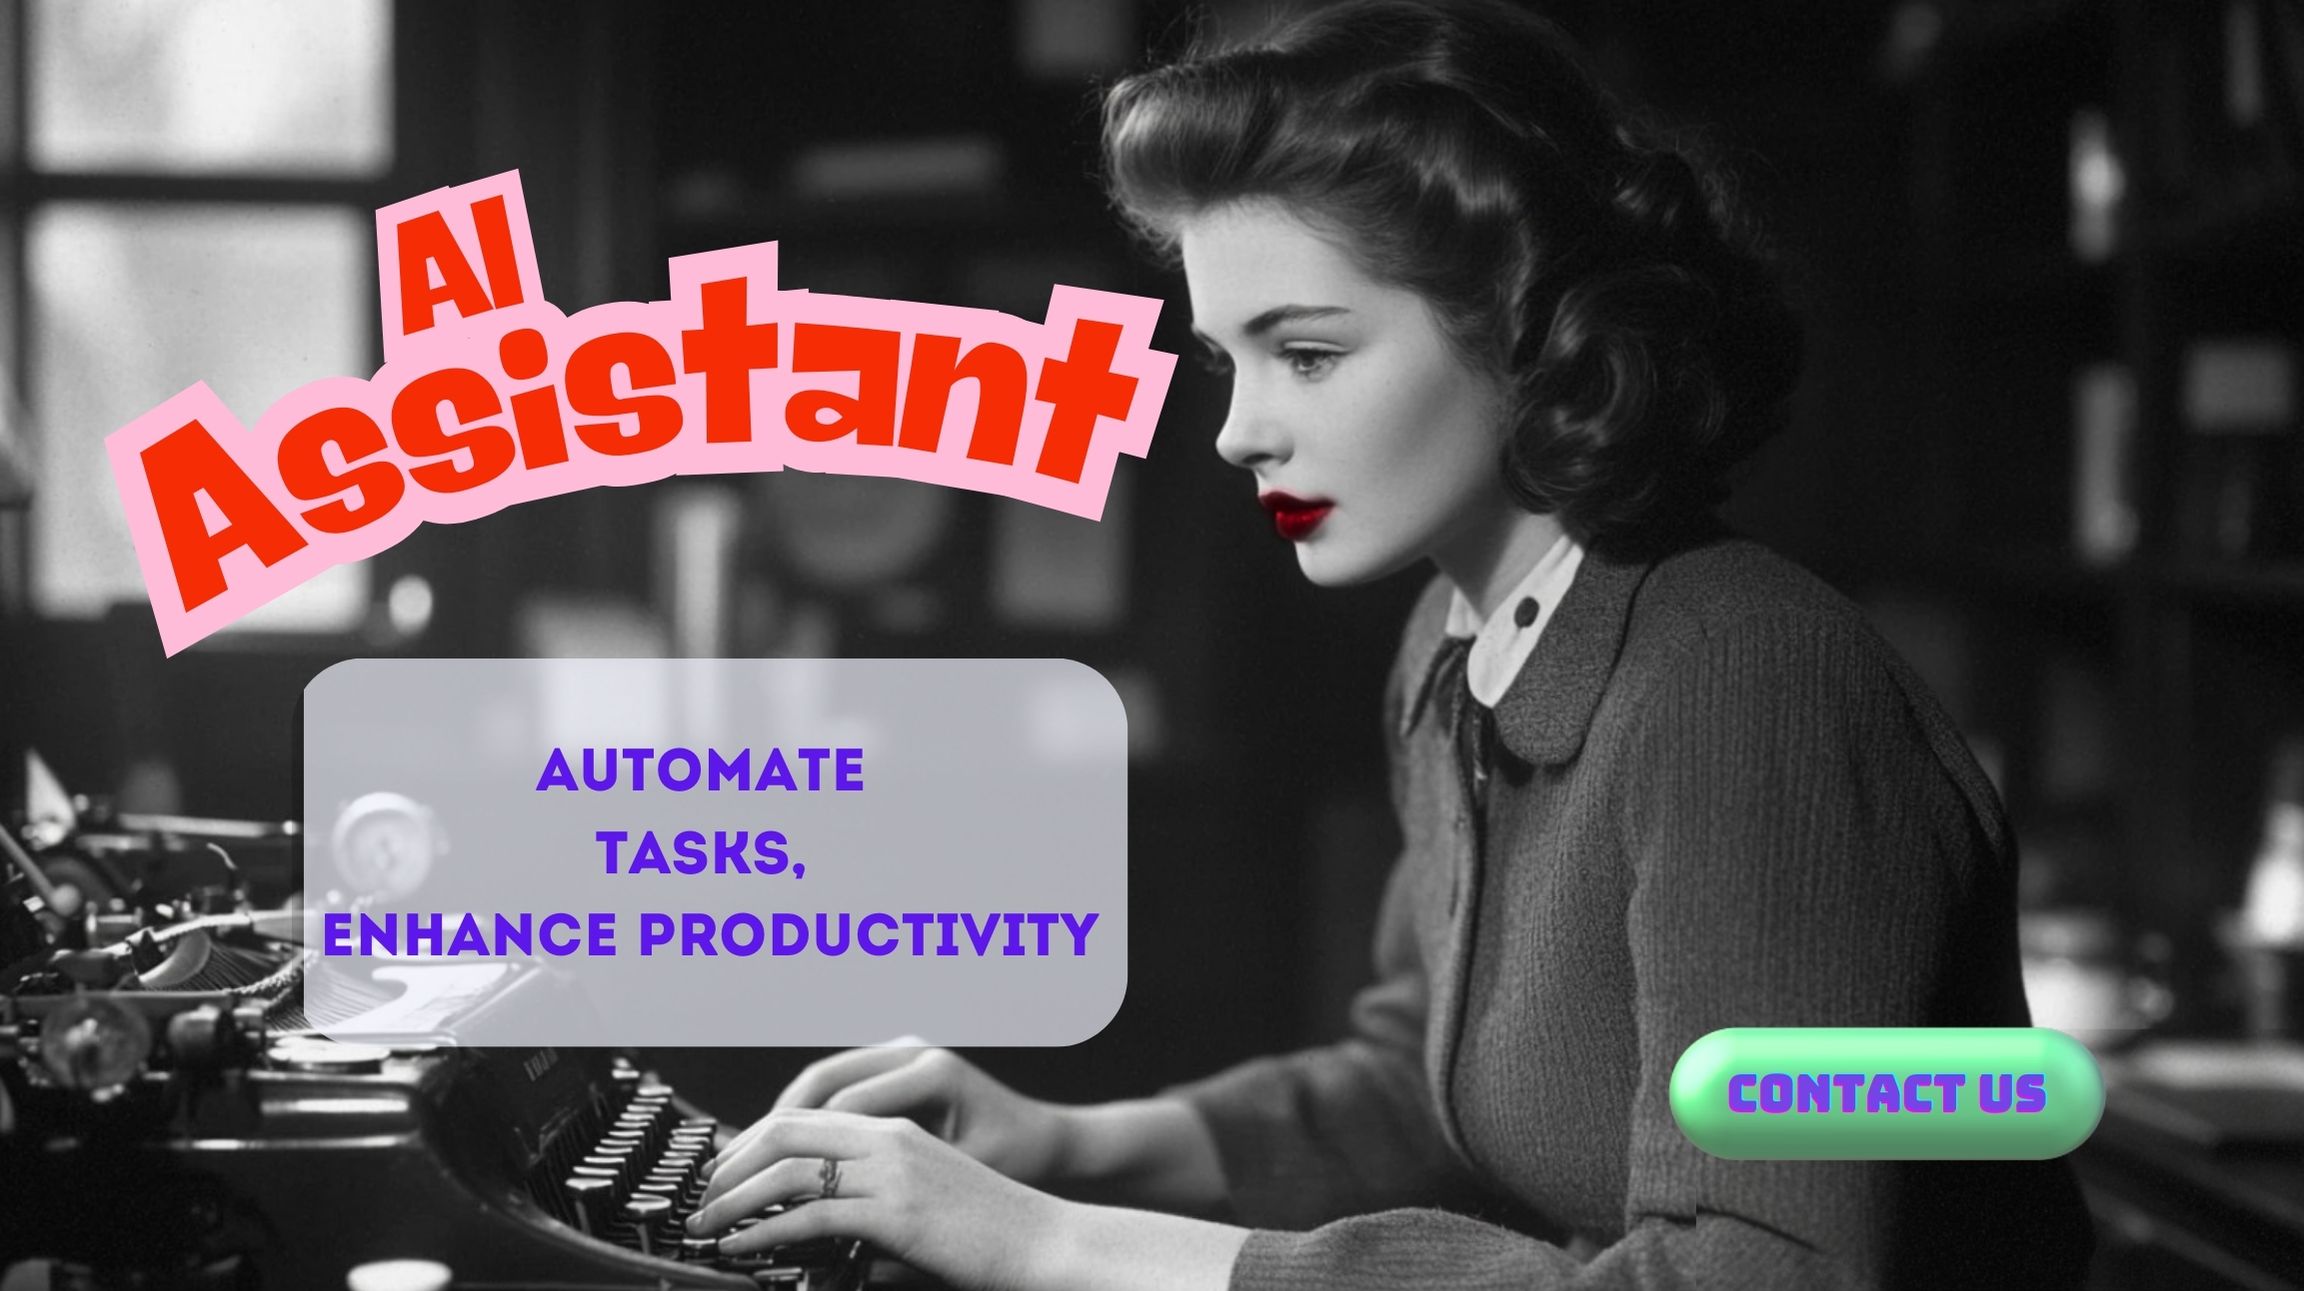 AI
Assistant
AUTOMATE
TASKS,
ENHANCE PRODUCTIVITY
CONTACT US